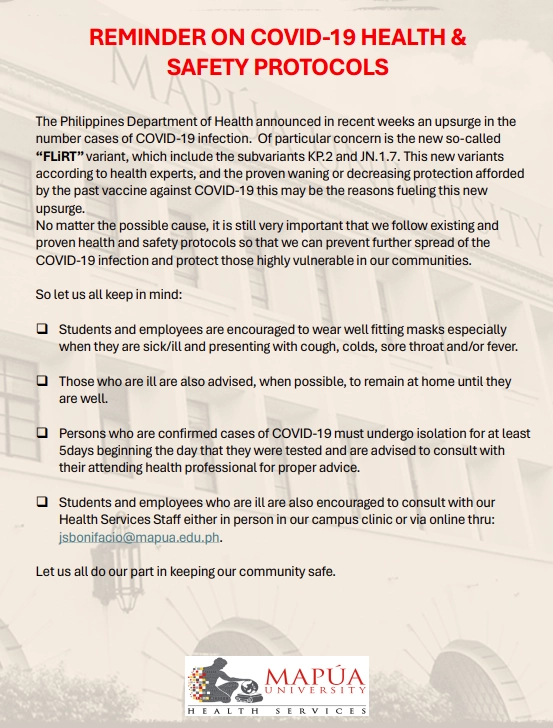 REMINDER ON COVID-19 HEALTH &
SAFETY PROTOCOLS
MAPÚA UNIVERSITY
The Philippines Department of Health announced in recent weeks an upsurge in the
number cases of COVID-19 infection. Of particular concern is the new so-called
“FLiRT” variant, which include the subvariants KP.2 and JN.1.7. This new variants
according to health experts, and the proven waning or decreasing protection afforded
by the past vaccine against COVID-19 this may be the reasons fueling this new
upsurge.
No matter the possible cause, it is still very important that we follow existing and
proven health and safety protocols so that we can prevent further spread of the
COVID-19 infection and protect those highly vulnerable in our communities.
So let us all keep in mind:
❑ Students and employees are encouraged to wear well fitting masks especially
when they are sick/ill and presenting with cough, colds, sore throat and/or fever.
❑ Those who are ill are also advised, when possible, to remain at home until they
are well.
❑ Persons who are confirmed cases of COVID-19 must undergo isolation for at least
5days beginning the day that they were tested and are advised to consult with
their attending health professional for proper advice.
❑ Students and employees who are ill are also encouraged to consult with our
Health Services Staff either in person in our campus clinic or via online thru:
jsbonifacio@mapua.edu.ph.
Let us all do our part in keeping our community safe.
MAPÚA
UNIVERSITY
HEALTH SERVICES